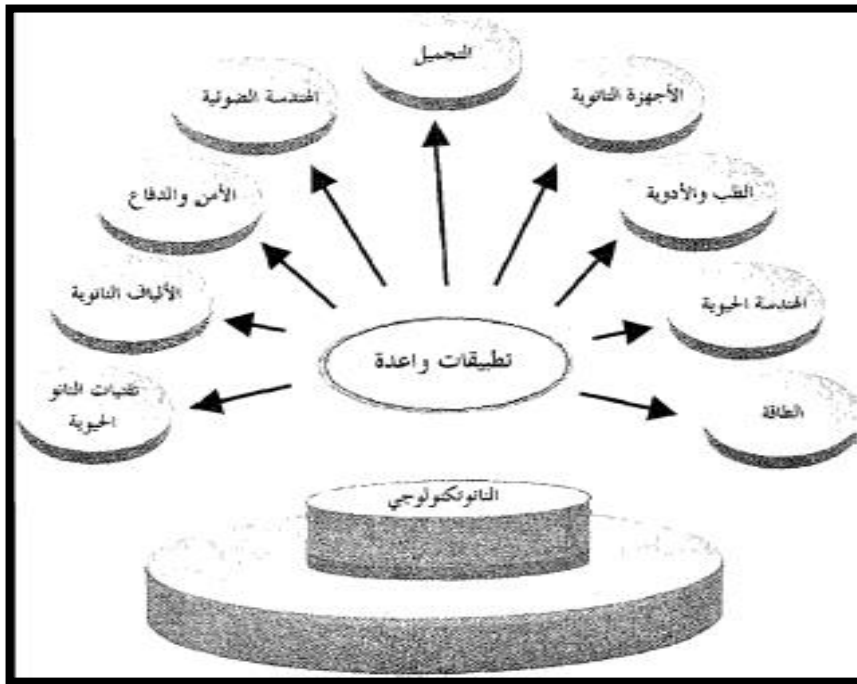 التجميل
الهندسة الضوئية
الأجهزة النانوية
الأمن والدفاع
الطب والأدوية
الألياف النانوية
الهندسة الحيوية
تقنيات النانو
الحيوية
الطاقة
تطبيقات واعدة
النانوتكنولوجي